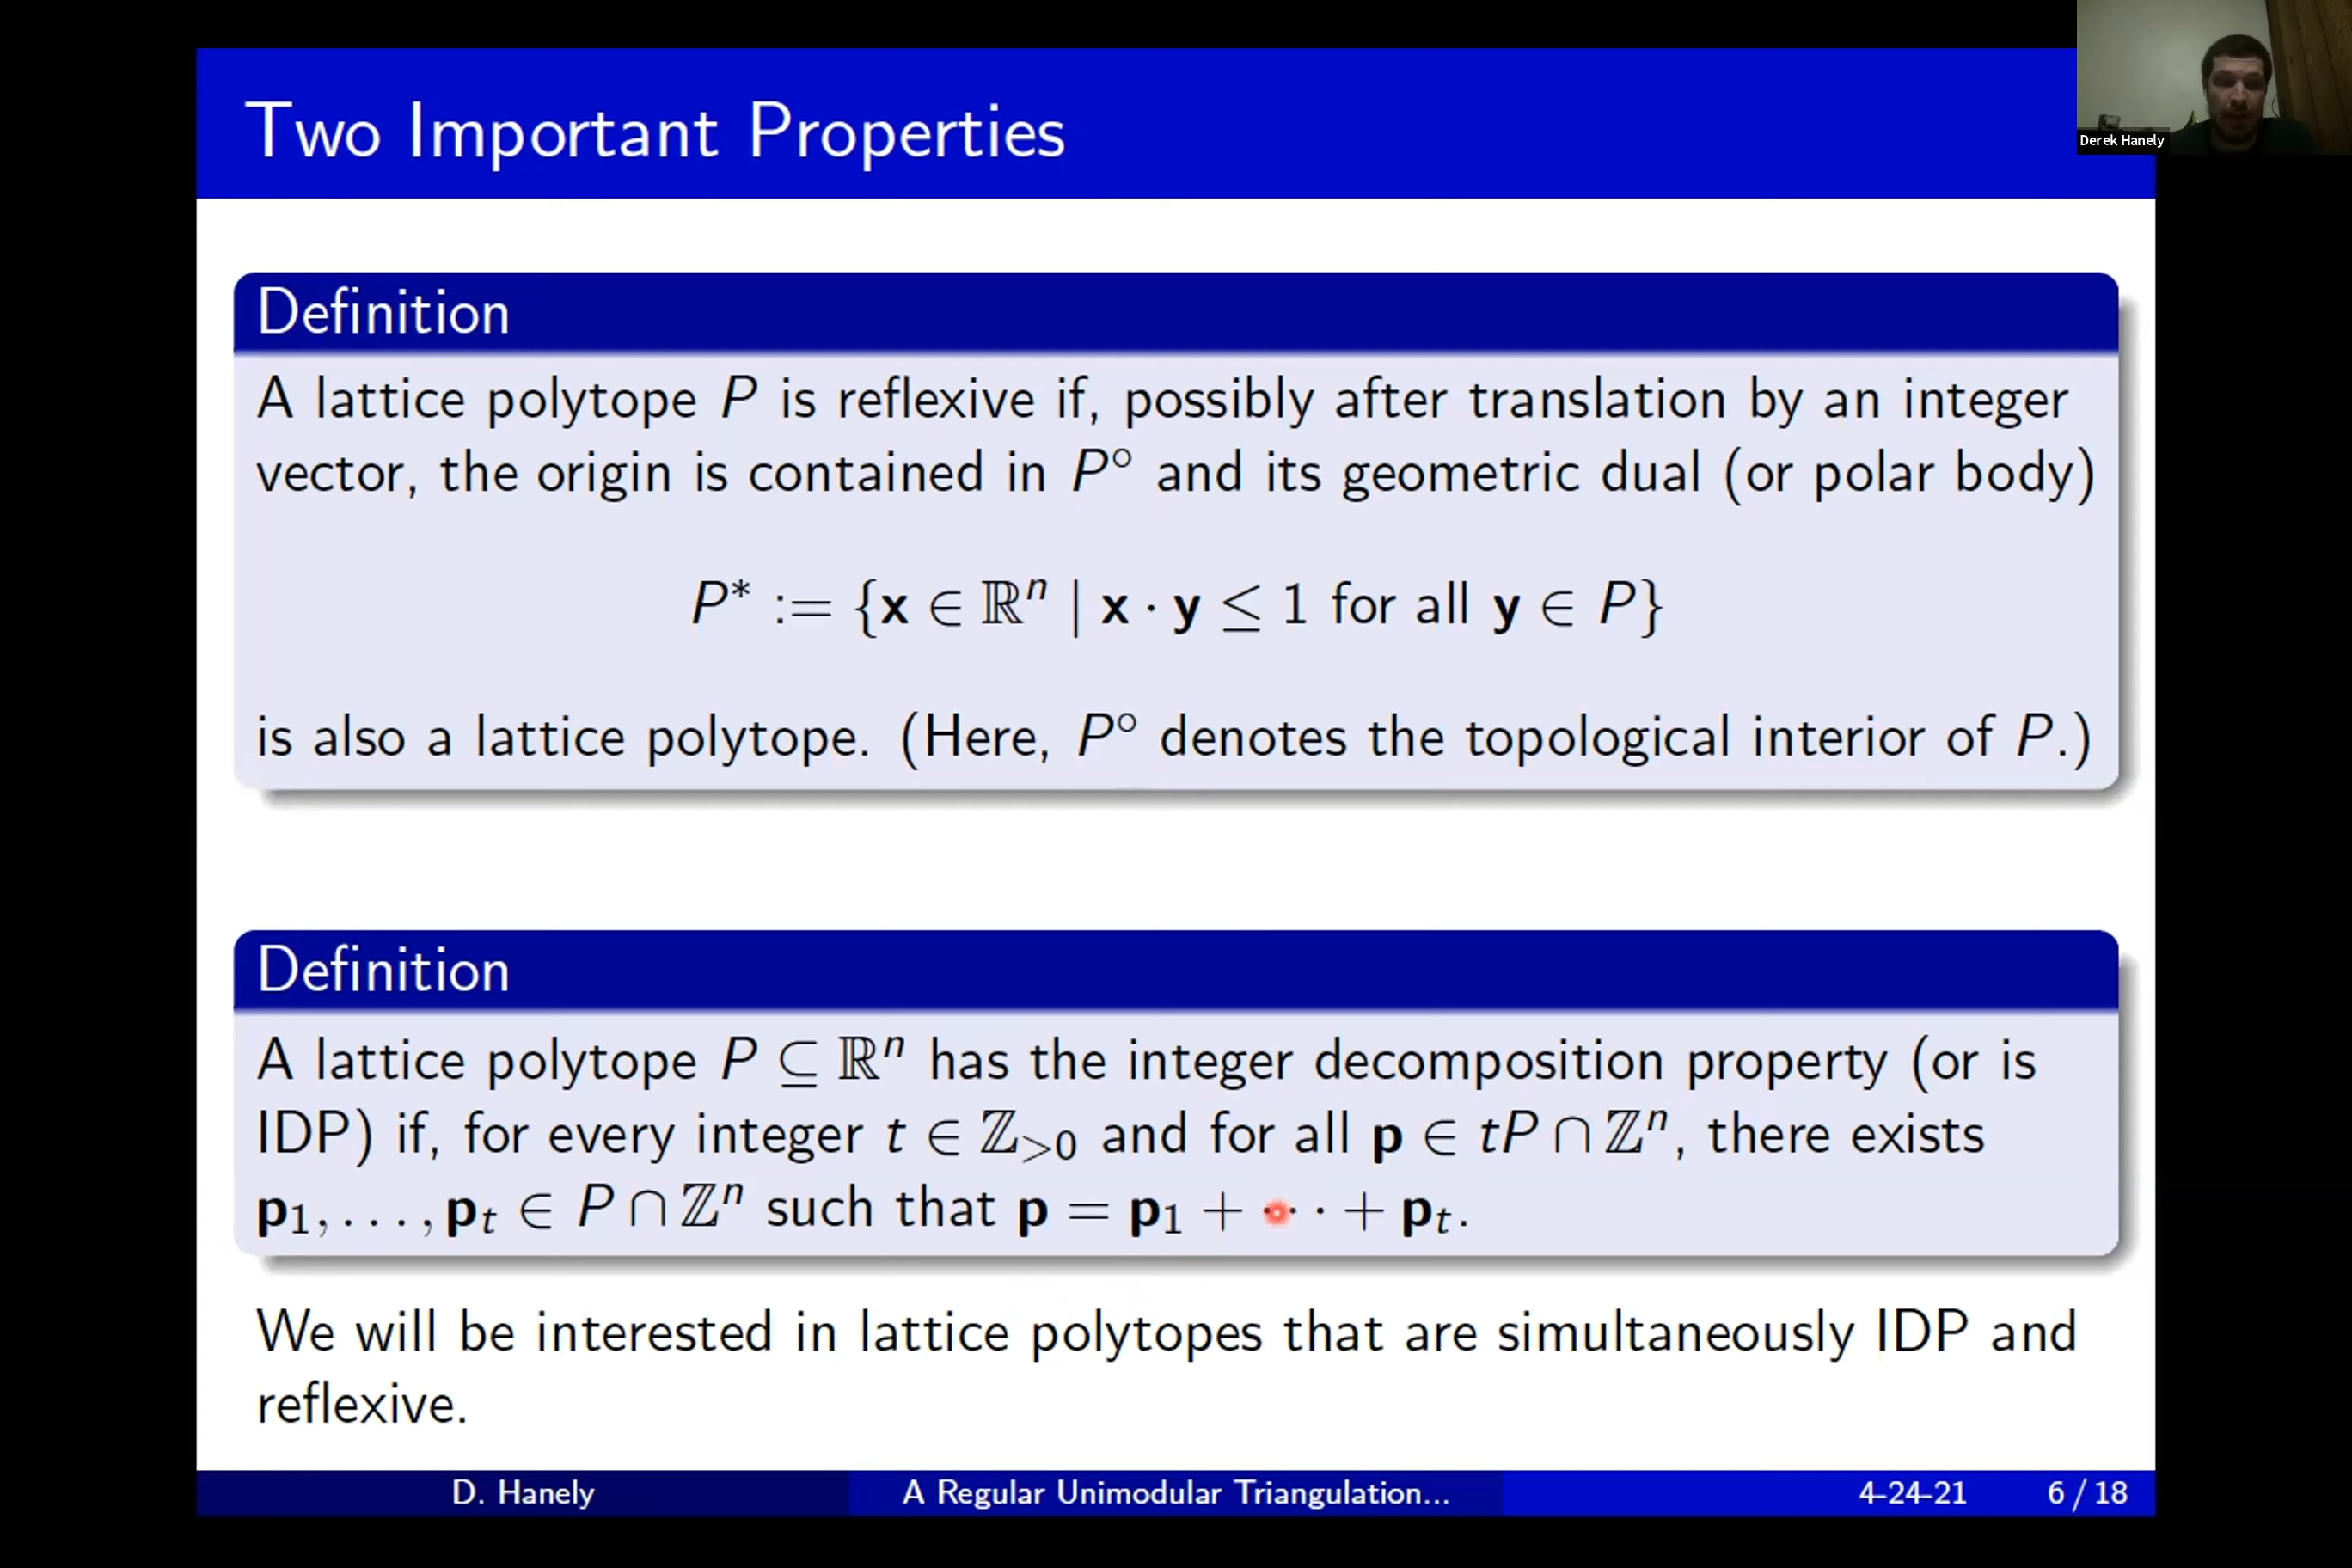 Two Important Properties
Derek Hanely
Definition
A lattice polytope P is reflexive if, possibly after translation by an integer
vector, the origin is contained in P° and its geometric dual (or polar body)
P* := {x ∈ ℝⁿ | x · y ≤ 1 for all y ∈ P}
is also a lattice polytope. (Here, P° denotes the topological interior of P.)
Definition
A lattice polytope P ⊆ ℝⁿ has the integer decomposition property (or is
IDP) if, for every integer t ∈ ℤ>0 and for all p ∈ tP ∩ ℤⁿ, there exists
p₁, . . . , pₜ ∈ P ∩ ℤⁿ such that p = p₁ + · · · + pₜ.
We will be interested in lattice polytopes that are simultaneously IDP and
reflexive.
D. Hanely A Regular Unimodular Triangulation... 4-24-21 6 / 18